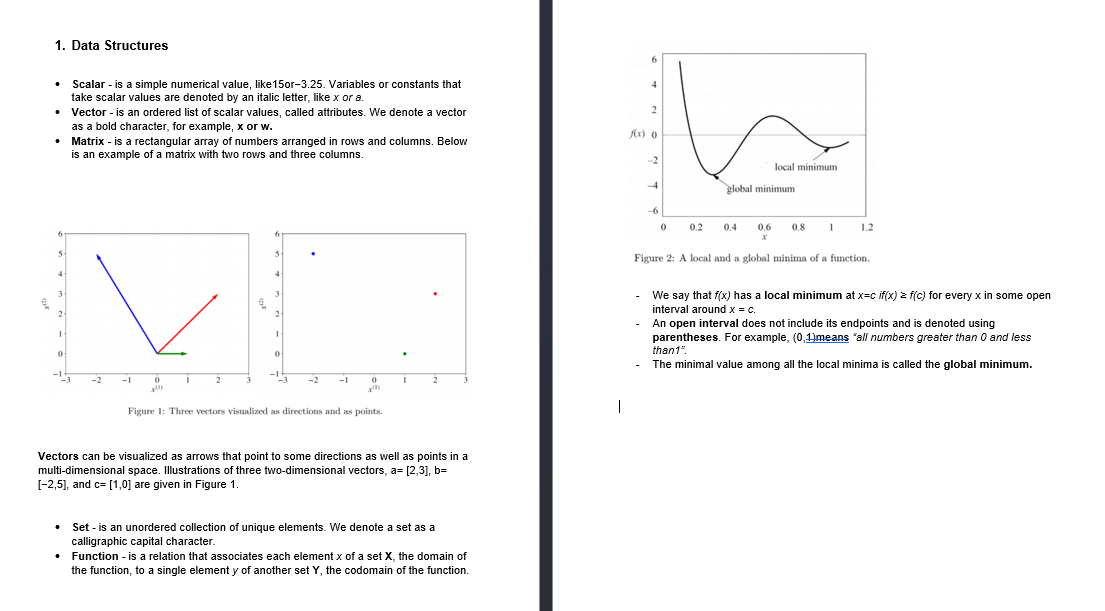 1. Data Structures
• Scalar - is a simple numerical value, like15or−3.25. Variables or constants that
take scalar values are denoted by an italic letter, like x or a.
• Vector - is an ordered list of scalar values, called attributes. We denote a vector
as a bold character, for example, x or w.
• Matrix - is a rectangular array of numbers arranged in rows and columns. Below
is an example of a matrix with two rows and three columns.
6
5
4
3
2
1
0
−1
x(2)
−3 −2 −1 0 1 2 3
x(1)
6
5
4
3
2
1
0
−1
x(2)
−3 −2 −1 0 1 2 3
x(1)
Figure 1: Three vectors visualized as directions and as points.
Vectors can be visualized as arrows that point to some directions as well as points in a
multi-dimensional space. Illustrations of three two-dimensional vectors, a= [2,3], b=
[−2,5], and c= [1,0] are given in Figure 1.
• Set - is an unordered collection of unique elements. We denote a set as a
calligraphic capital character.
• Function - is a relation that associates each element x of a set X, the domain of
the function, to a single element y of another set Y, the codomain of the function.
6
4
2
f(x) 0
−2
local minimum
−4
global minimum
−6
0 0.2 0.4 0.6 0.8 1 1.2
x
Figure 2: A local and a global minima of a function.
- We say that f(x) has a local minimum at x=c if(x) ≥ f(c) for every x in some open
interval around x = c.
- An open interval does not include its endpoints and is denoted using
parentheses. For example, (0,1)means “all numbers greater than 0 and less
than1”.
- The minimal value among all the local minima is called the global minimum.